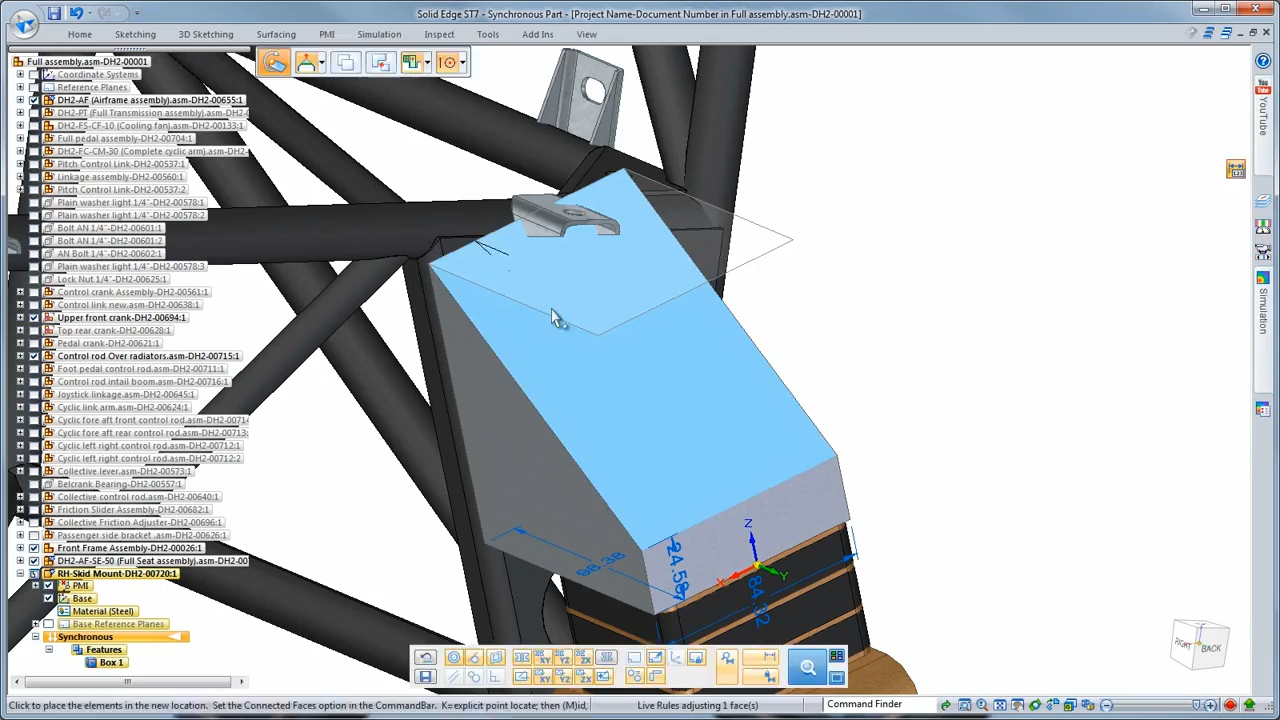 Solid Edge ST7 - Synchronous Part - [Project Name-Document Number in Full assembly.asm-DH2-00001]
Home Sketching 3D Sketching Surfacing PMI Simulation Inspect Tools Add Ins View
Full assembly.asm-DH2-00001
Coordinate Systems
Reference Planes
DH2-AF (Airframe assembly).asm-DH2-00655:1
DH2-PT (Full Transmission assembly).asm-DH2-0
DH2-FS-CF-10 (Cooling fan).asm-DH2-00133:1
Full pedal assembly-DH2-00704:1
DH2-FC-CM-30 (Complete cyclic arm).asm-DH2-
Pitch Control Link-DH2-00537:1
Linkage assembly-DH2-00560:1
Pitch Control Link-DH2-00537:2
Plain washer light 1/4"-DH2-00578:1
Plain washer light 1/4"-DH2-00578:2
Bolt AN 1/4"-DH2-00601:1
Bolt AN 1/4"-DH2-00601:2
AN Bolt 1/4"-DH2-00602:1
Plain washer light 1/4"-DH2-00578:3
Lock Nut 1/4"-DH2-00625:1
Control crank Assembly-DH2-00561:1
Control link new.asm-DH2-00638:1
Upper front crank-DH2-00694:1
Top rear crank-DH2-00628:1
Pedal crank-DH2-00621:1
Control rod Over radiators.asm-DH2-00715:1
Foot pedal control rod-DH2-00711:1
Control rod intail boom.asm-DH2-00716:1
Joystick linkage.asm-DH2-00645:1
Cyclic link arm.asm-DH2-00624:1
Cyclic fore aft front control rod.asm-DH2-00714
Cyclic fore aft rear control rod.asm-DH2-00713:
Cyclic left right control rod.asm-DH2-00712:1
Cyclic left right control rod.asm-DH2-00712:2
Collective lever.asm-DH2-00573:1
Belcrank Bearing-DH2-00557:1
Collective control rod.asm-DH2-00640:1
Friction Slider Assembly-DH2-00682:1
Collective Friction Adjuster-DH2-00696:1
Passenger side bracket .asm-DH2-00626:1
Front Frame Assembly-DH2-00026:1
DH2-AF-SE-50 (Full Seat assembly).asm-DH2-00
RH-Skid Mount-DH2-00720:1
PMI
Base
Material (Steel)
Base Reference Planes
Synchronous
Features
Box 1
84.32
Z
X
Y
RIGHT
BACK
XY YZ ZX
XY YZ ZX
YouTube
Simulation
Click to place the elements in the new location. Set the Connected Faces option in the CommandBar. K=explicit point locate; then (M)id, Live Rules adjusting 1 face(s) Command Finder